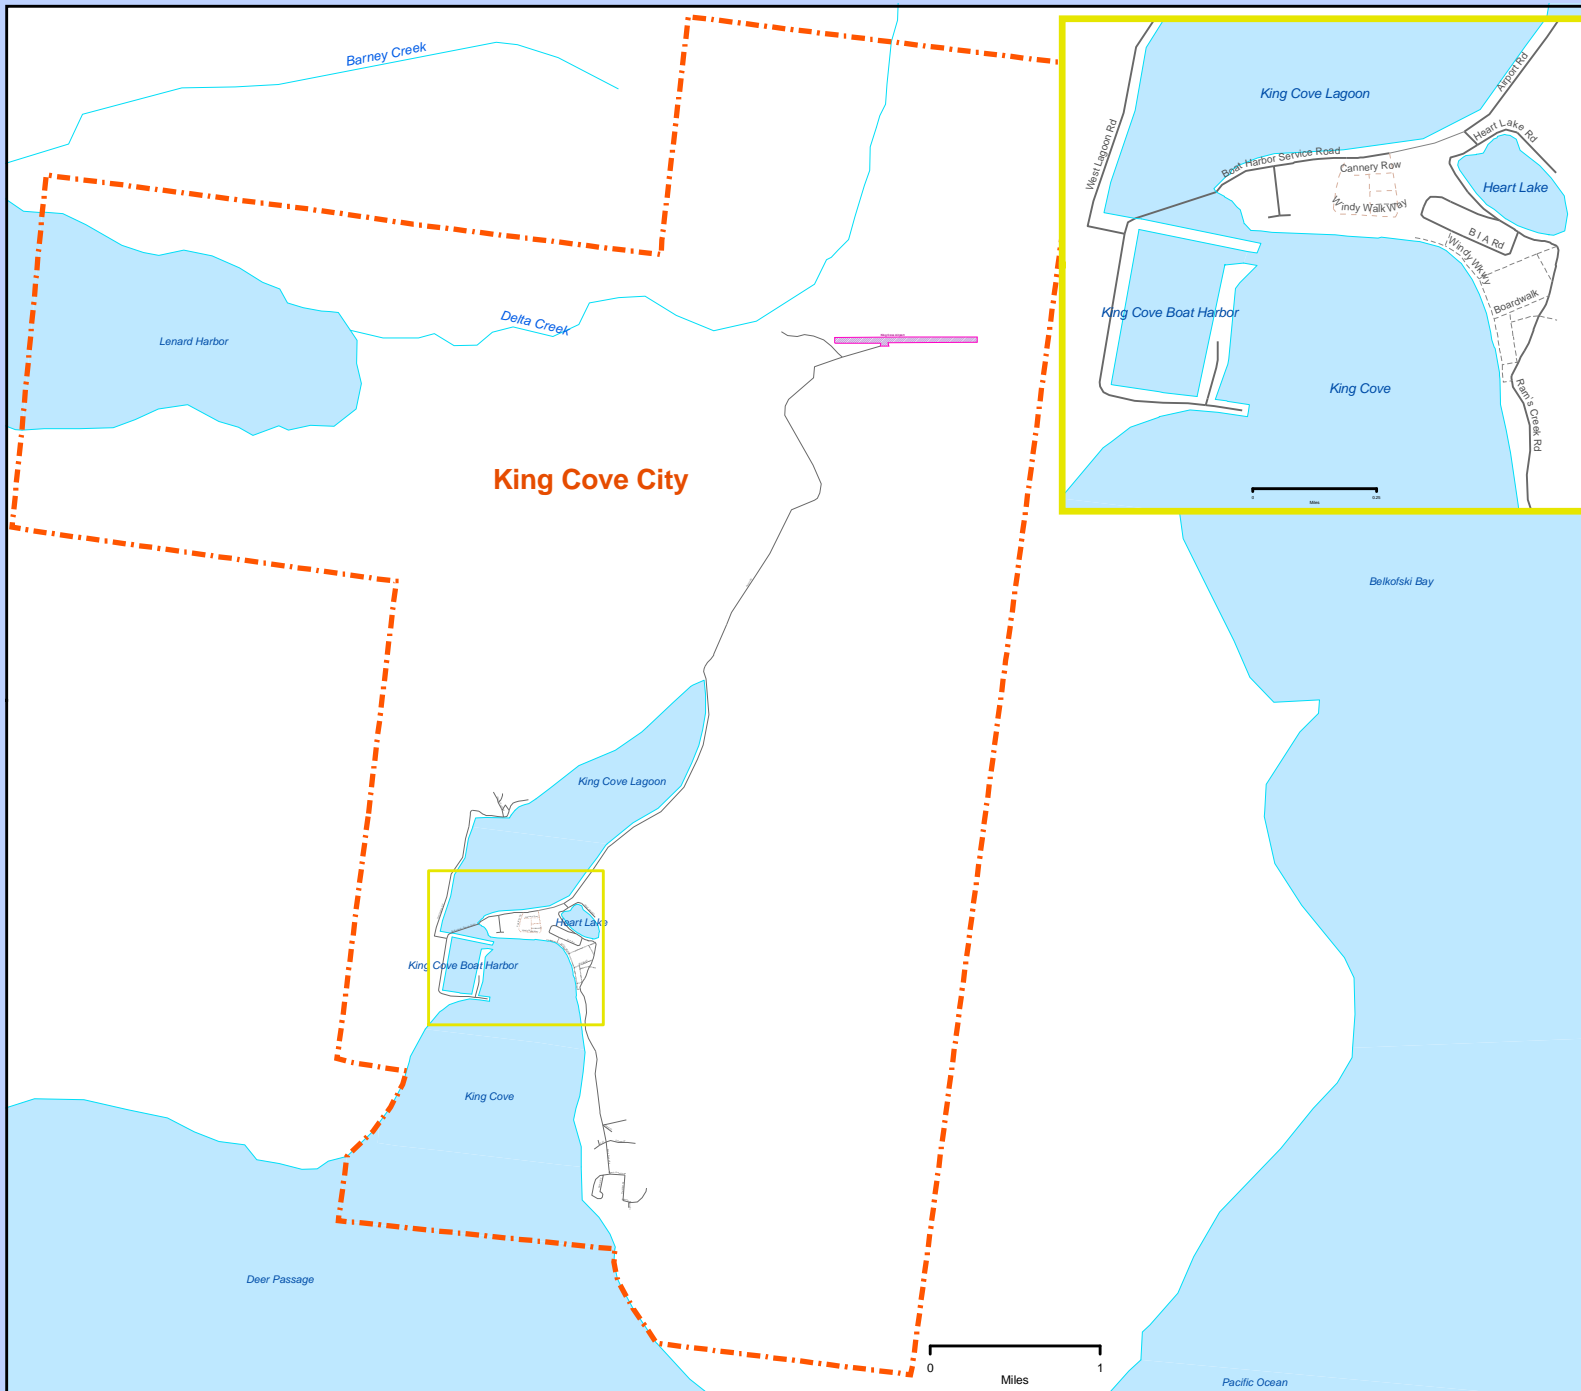 Barney Creek
Delta Creek
Lenard Harbor
King Cove City
King Cove Lagoon
Airport Rd
West Lagoon Rd
Heart Lake Rd
Boat Harbor Service Road
Cannery Row
Heart Lake
Windy Walk Way
B I A Rd
Windy Wkwy
Boardwalk
King Cove Boat Harbor
King Cove
Ram's Creek Rd
Miles
Belkofski Bay
King Cove Lagoon
Heart Lake
King Cove Boat Harbor
King Cove
Deer Passage
0 1
Miles
Pacific Ocean